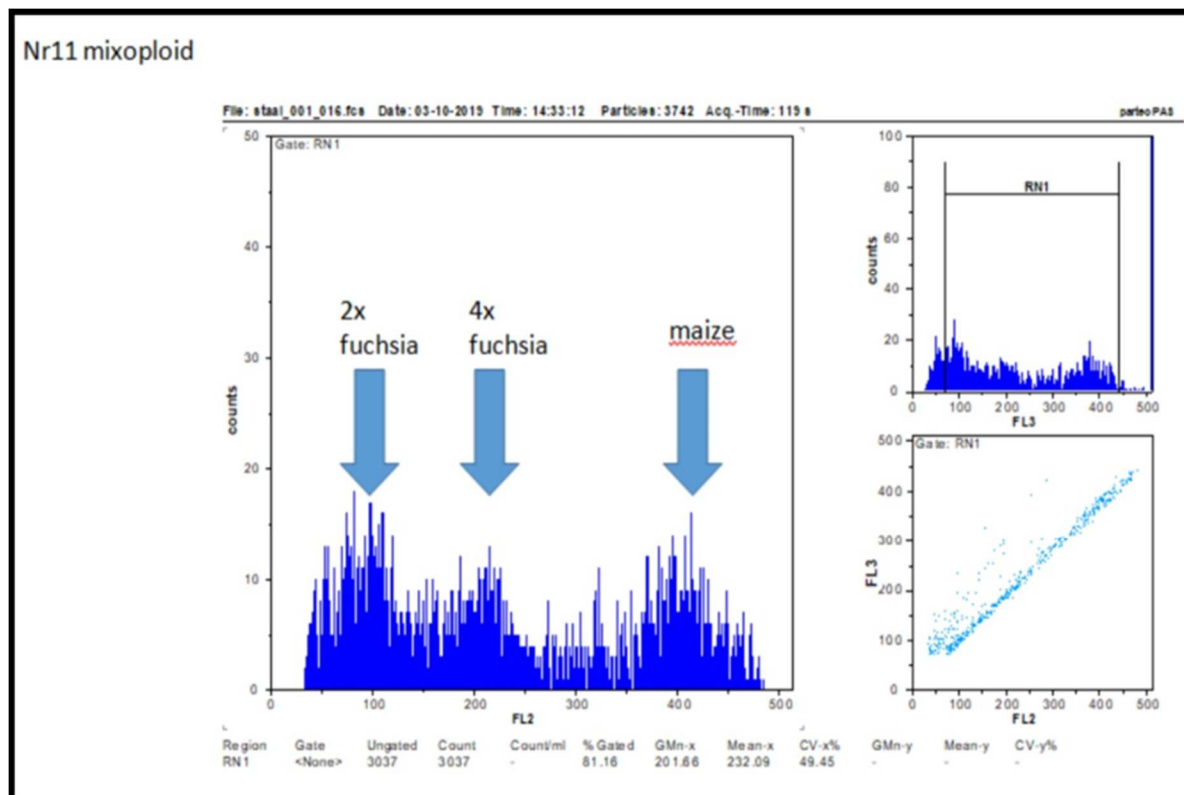 Nr11 mixoploid
File: staal_001_016.fcs Date: 03-10-2019 Time: 14:33:12 Particles: 3742 Acq.-Time: 119 s
partec PAS
Gate: RN1
50
40
30
20
10
0
counts
2x
fuchsia
4x
fuchsia
maize
0 100 200 300 400 500
FL2
100
80
60
40
20
0
counts
RN1
0 100 200 300 400 500
FL3
Gate: RN1
500
400
300
200
100
0
FL3
0 100 200 300 400 500
FL2
Region Gate Ungated Count Count/ml % Gated GMn-x Mean-x CV-x% GMn-y Mean-y CV-y%
RN1 <None> 3037 3037 - 81.16 201.66 232.09 49.45 - - -